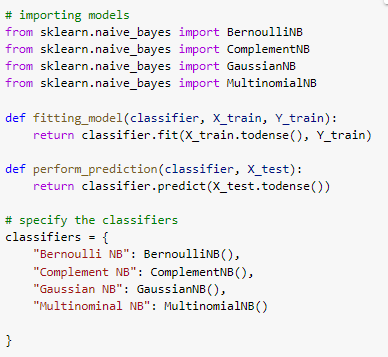 # importing models
from sklearn.naive_bayes import BernoulliNB
from sklearn.naive_bayes import ComplementNB
from sklearn.naive_bayes import GaussianNB
from sklearn.naive_bayes import MultinomialNB
def fitting_model(classifier, X_train, Y_train):
    return classifier.fit(X_train.todense(), Y_train)
def perform_prediction(classifier, X_test):
    return classifier.predict(X_test.todense())
# specify the classifiers
classifiers = {
    "Bernoulli NB": BernoulliNB(),
    "Complement NB": ComplementNB(),
    "Gaussian NB": GaussianNB(),
    "Multinominal NB": MultinomialNB()
}